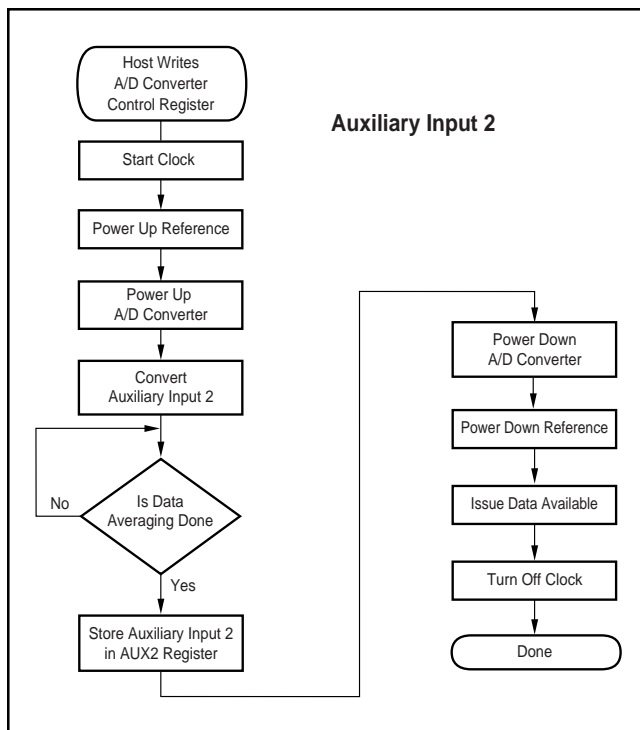 Host Writes
A/D Converter
Control Register
Auxiliary Input 2
Start Clock
Power Up Reference
Power Up
A/D Converter
Convert
Auxiliary Input 2
No
Is Data
Averaging Done
Yes
Store Auxiliary Input 2
in AUX2 Register
Power Down
A/D Converter
Power Down Reference
Issue Data Available
Turn Off Clock
Done